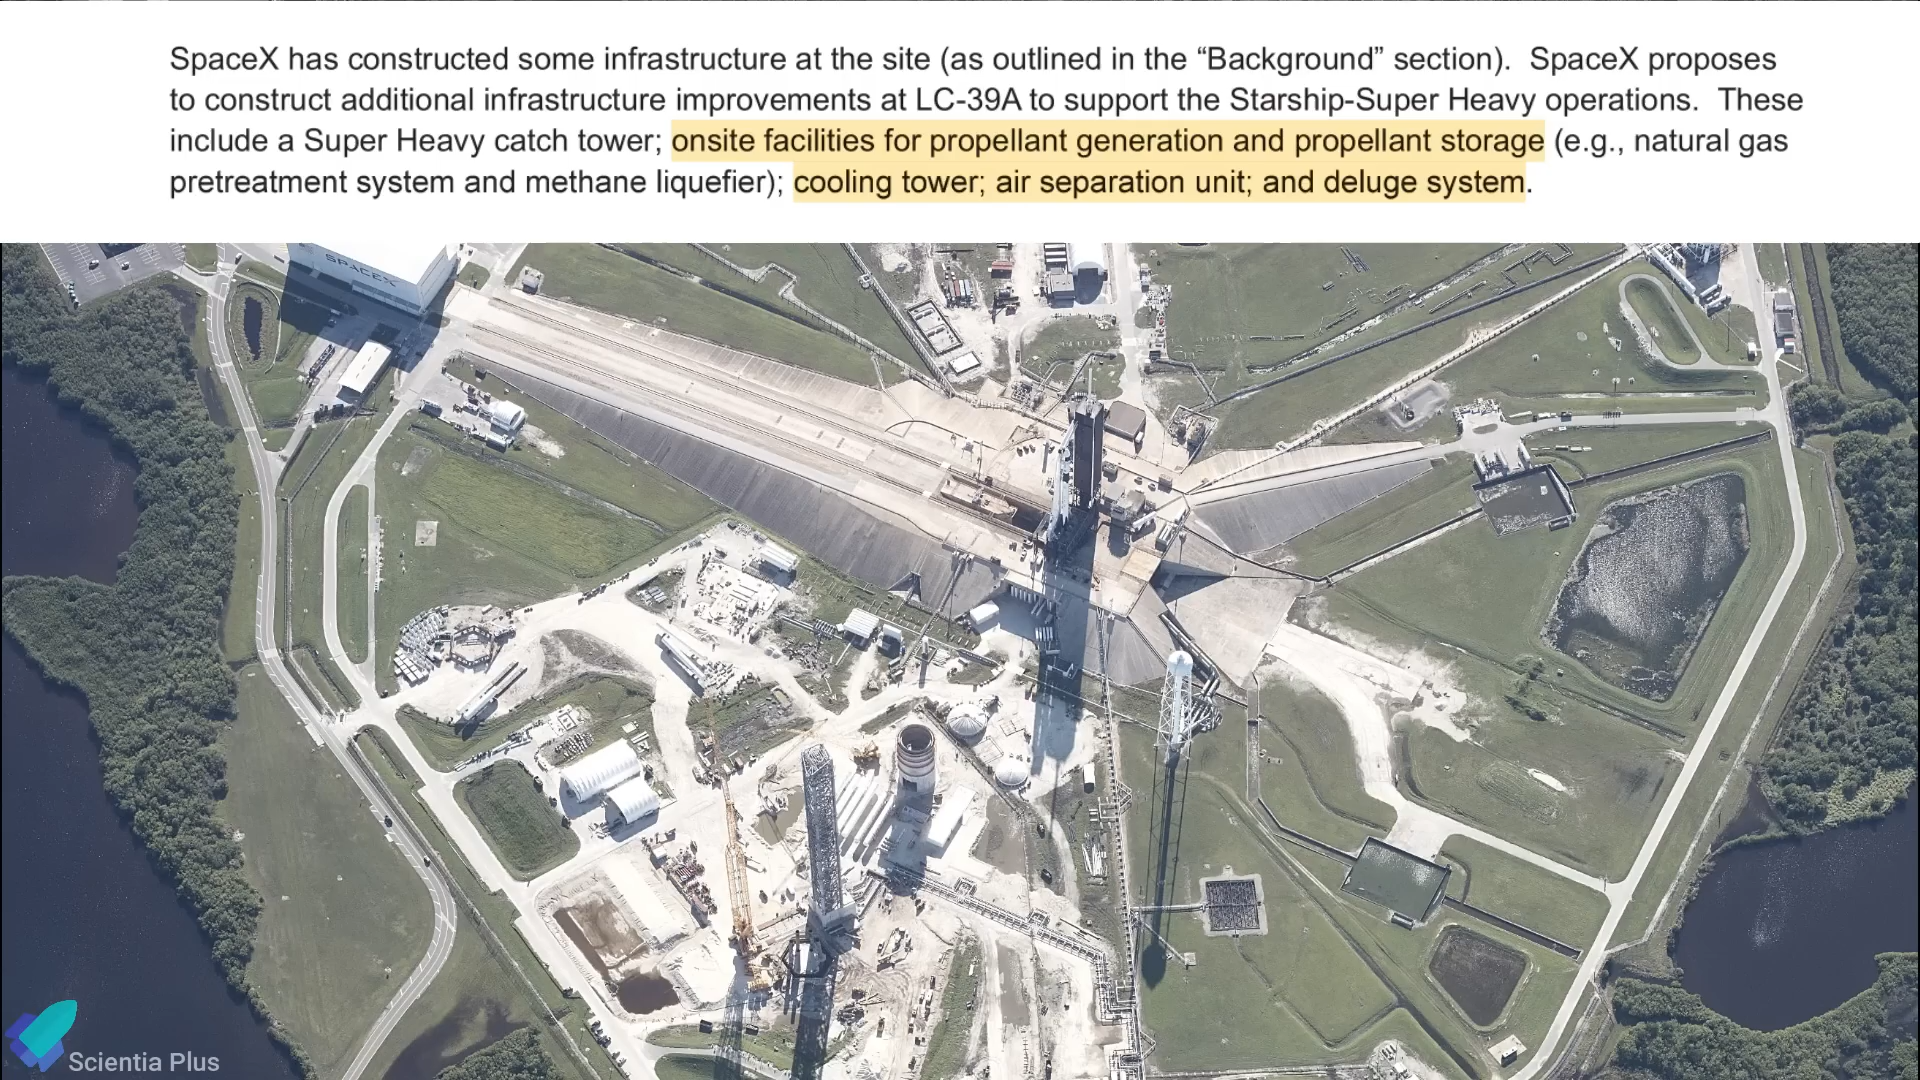 SpaceX has constructed some infrastructure at the site (as outlined in the “Background” section).  SpaceX proposes
to construct additional infrastructure improvements at LC-39A to support the Starship-Super Heavy operations.  These
include a Super Heavy catch tower; onsite facilities for propellant generation and propellant storage (e.g., natural gas
pretreatment system and methane liquefier); cooling tower; air separation unit; and deluge system.
SPACEX
Scientia Plus